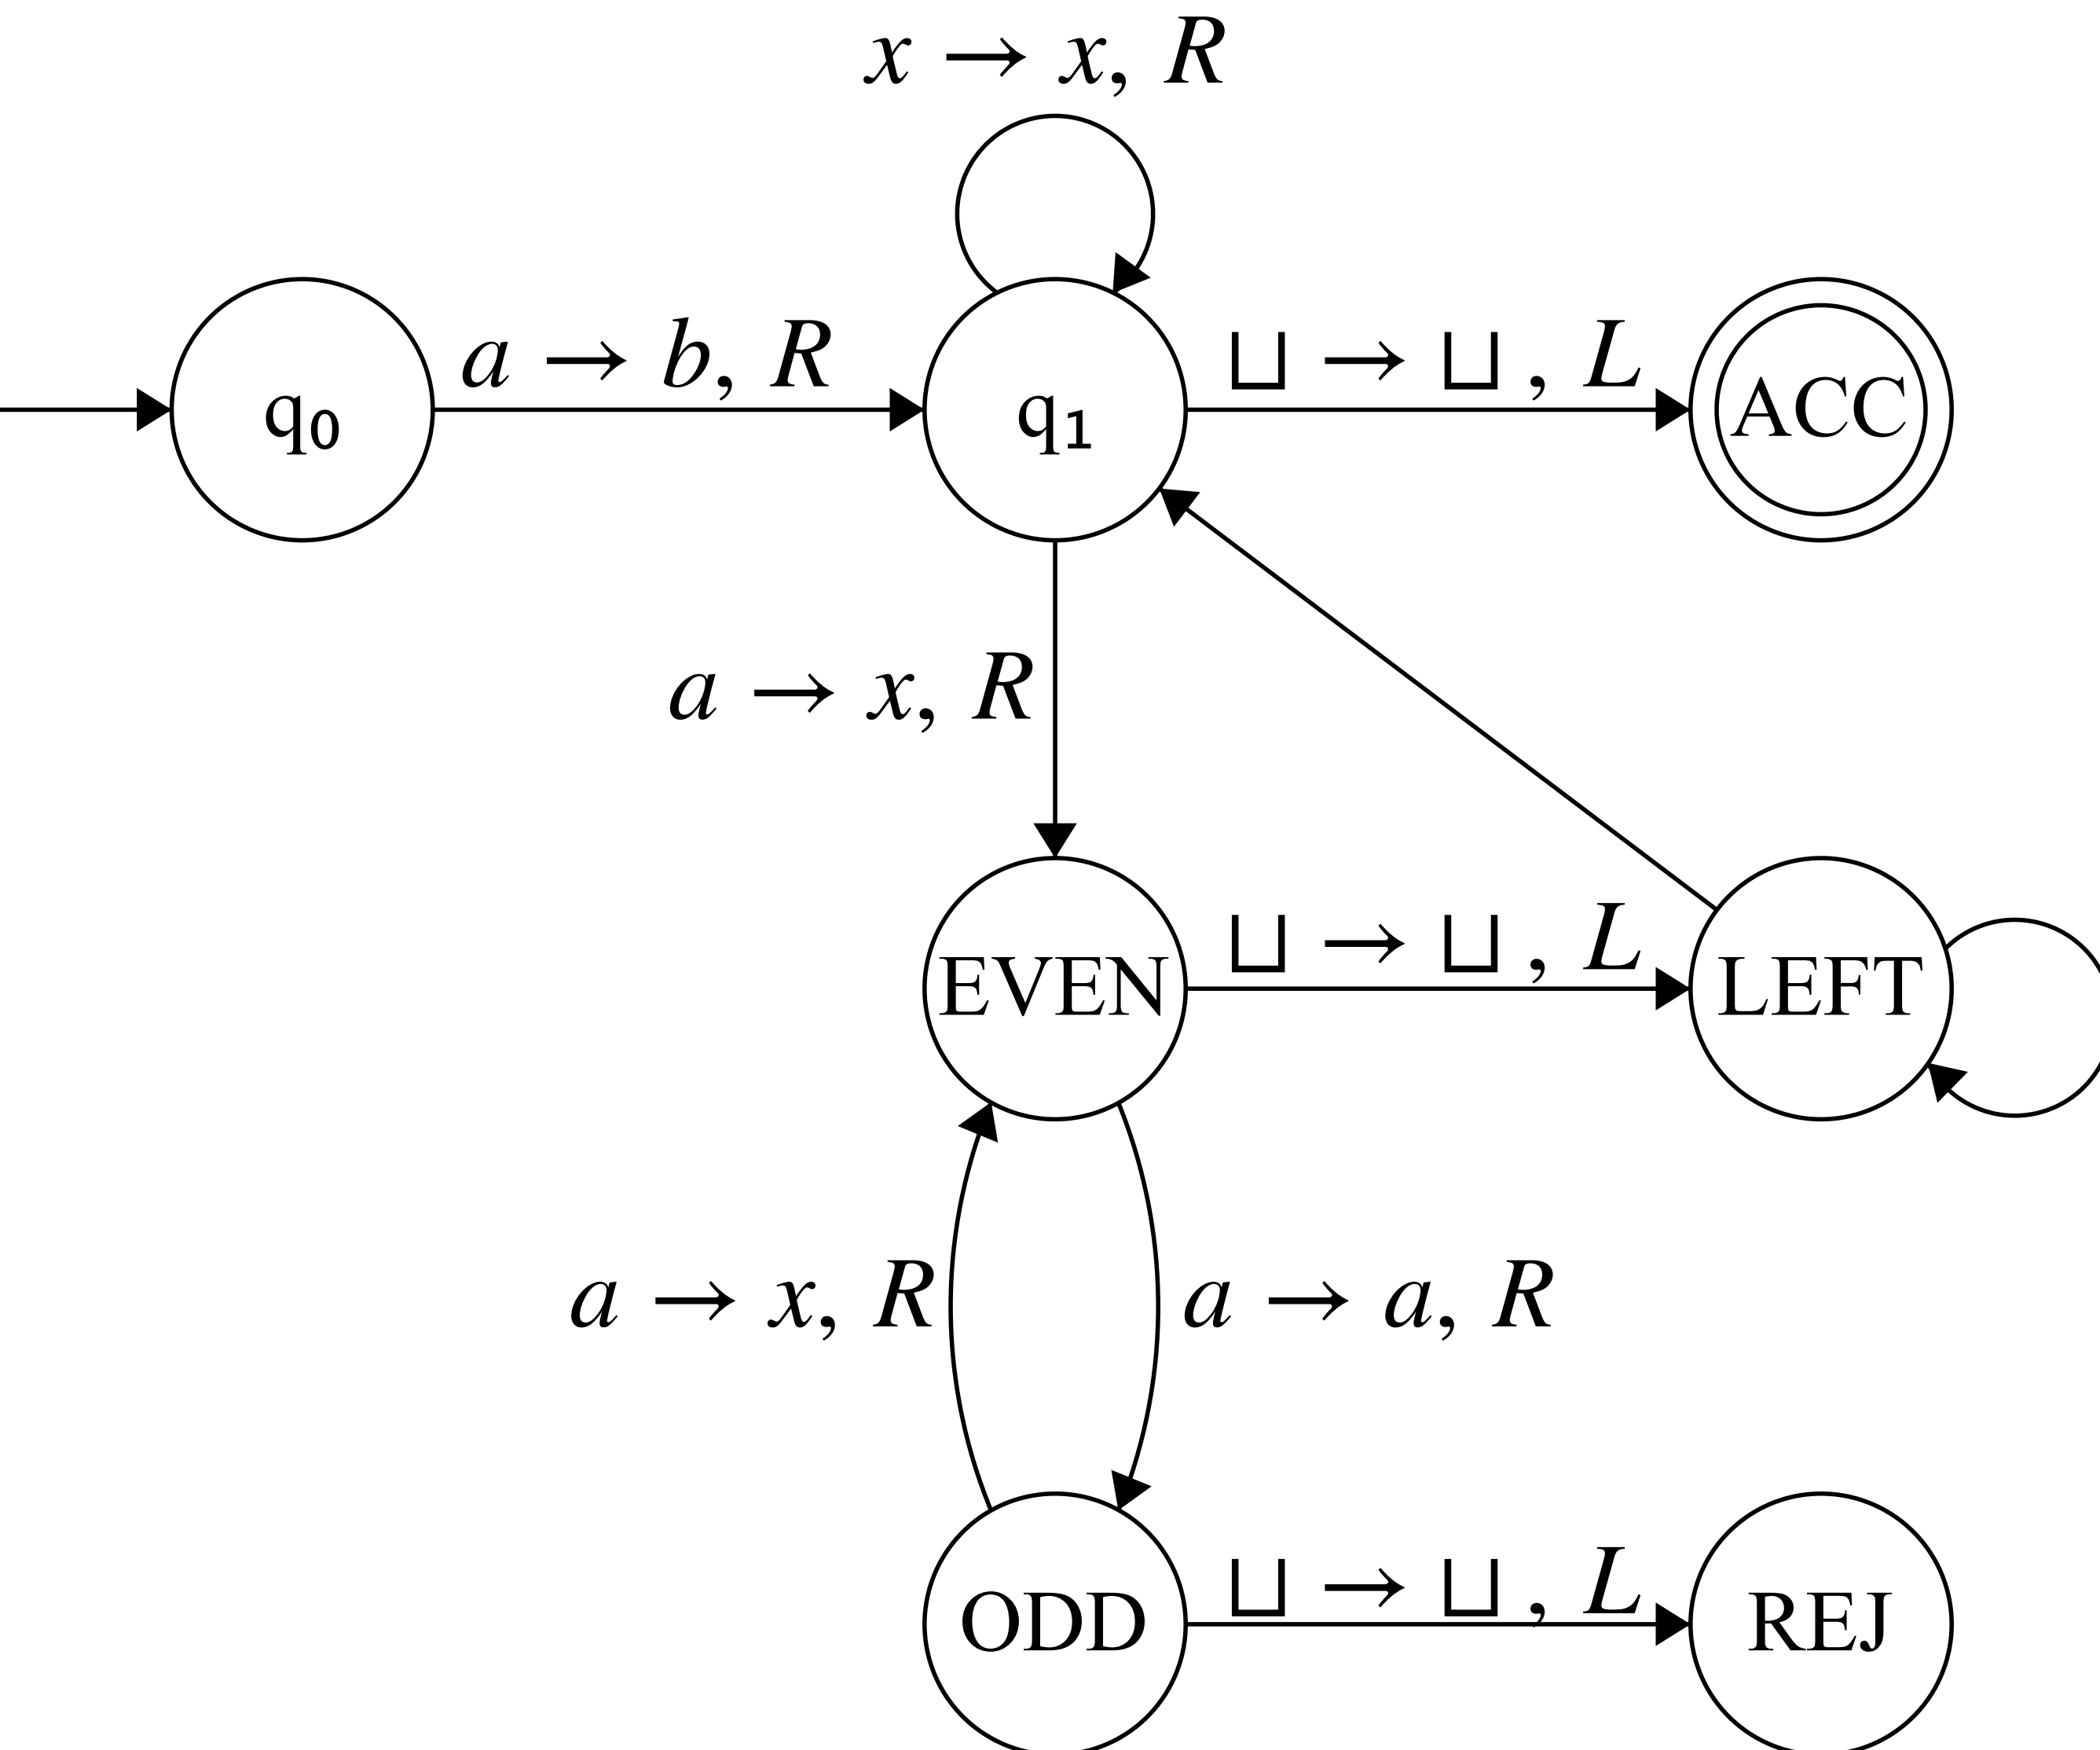 x → x, R
a → b, R
⊔ → ⊔, L
q₀
q₁
ACC
a → x, R
⊔ → ⊔, L
EVEN
LEFT
a → x, R
a → a, R
⊔ → ⊔, L
ODD
REJ